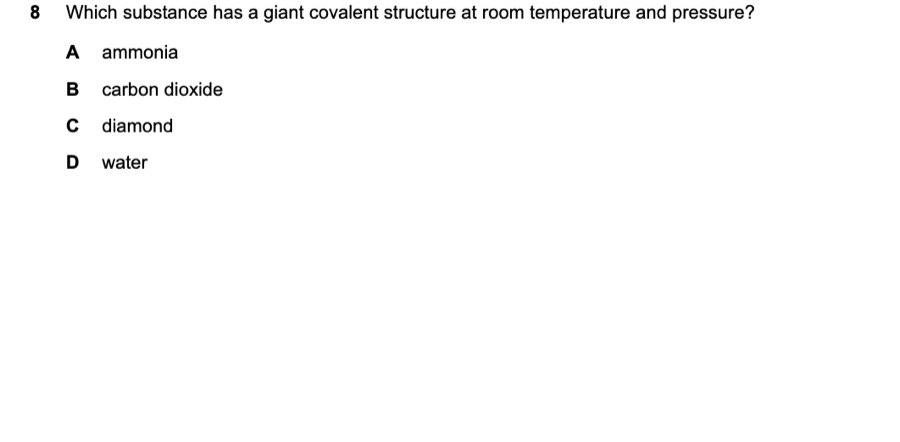 8 Which substance has a giant covalent structure at room temperature and pressure?
A ammonia
B carbon dioxide
C diamond
D water